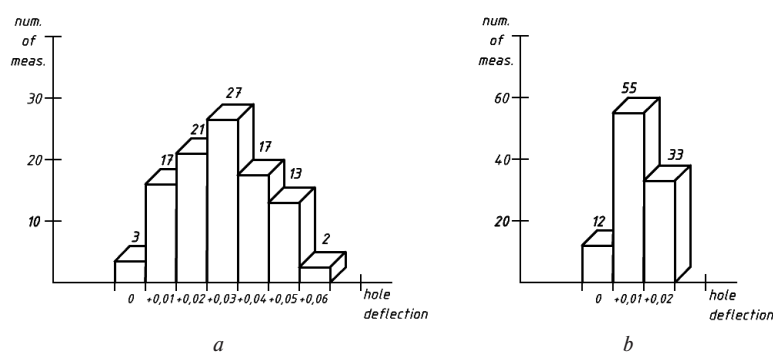 num.
of
meas.
30
20
10
3
17
21
27
17
13
2
0 +0,01 +0,02 +0,03 +0,04 +0,05 +0,06
hole
deflection
a
num.
of
meas.
60
40
20
12
55
33
0 +0,01 +0,02
hole
deflection
b